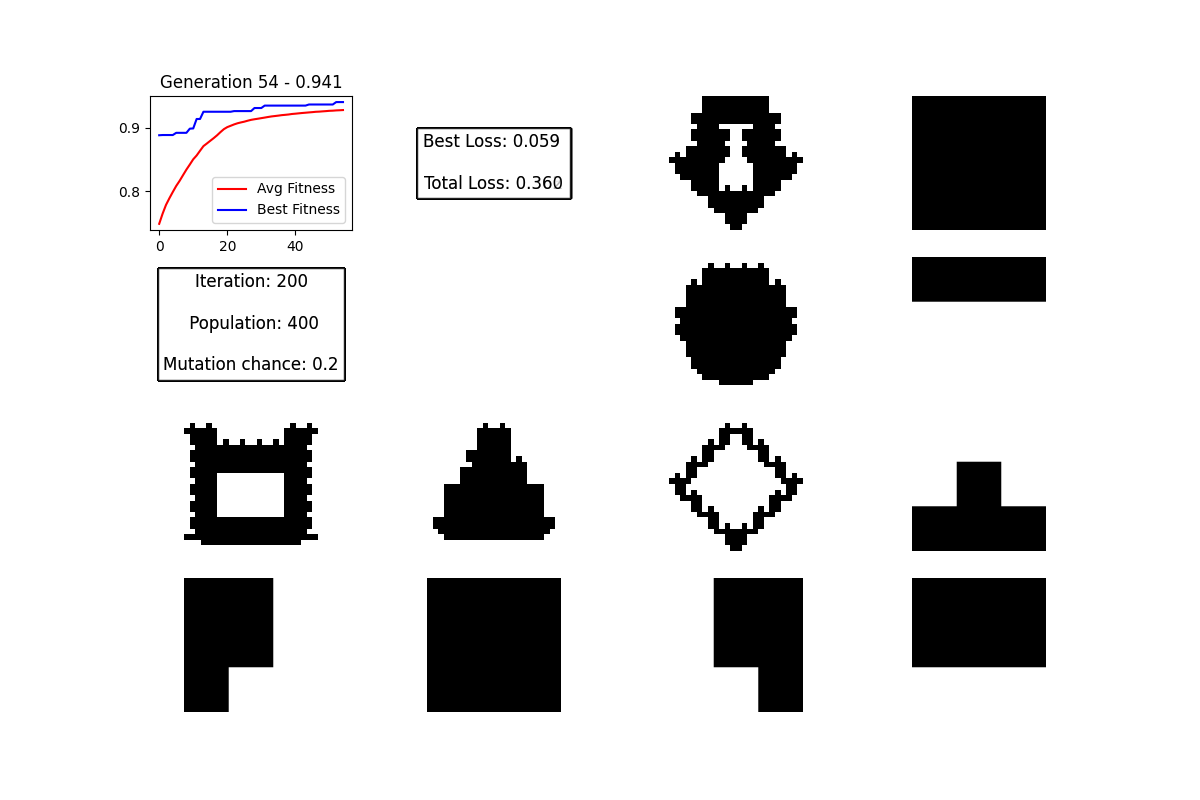 Generation 54 - 0.941
0.9
0.8
Avg Fitness
Best Fitness
0 20 40
Best Loss: 0.059
Total Loss: 0.360
Iteration: 200
Population: 400
Mutation chance: 0.2